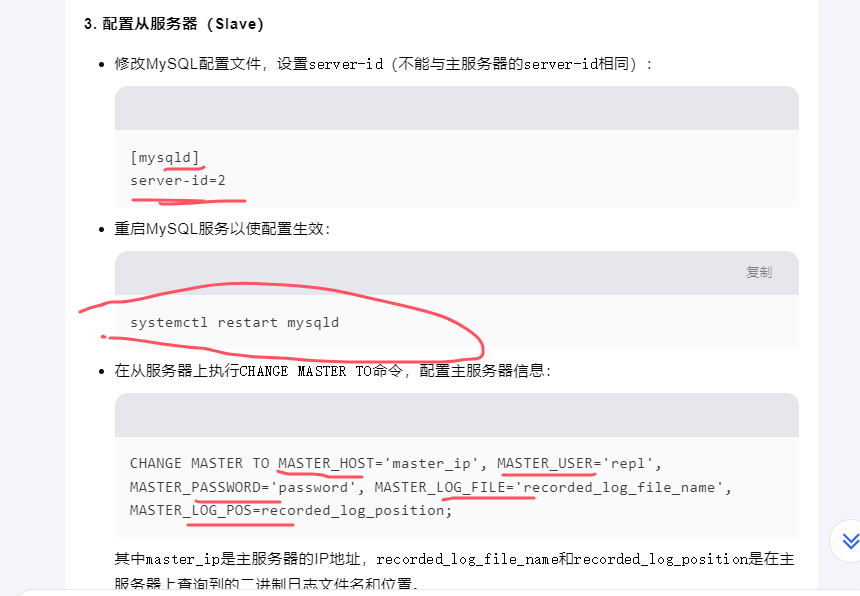 3. 配置从服务器（Slave）
修改MySQL配置文件，设置server-id（不能与主服务器的server-id相同）：
[mysqld]
server-id=2
重启MySQL服务以使配置生效：
复制
systemctl restart mysqld
在从服务器上执行CHANGE MASTER TO命令，配置主服务器信息：
CHANGE MASTER TO MASTER_HOST='master_ip', MASTER_USER='repl',
MASTER_PASSWORD='password', MASTER_LOG_FILE='recorded_log_file_name',
MASTER_LOG_POS=recorded_log_position;
其中master_ip是主服务器的IP地址，recorded_log_file_name和recorded_log_position是在主
服务器上查询到的二进制日志文件名和位置。